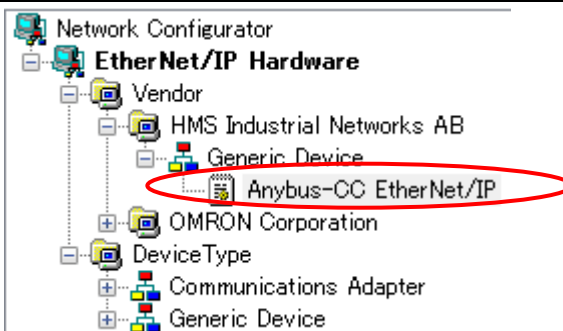 Network Configurator
EtherNet/IP Hardware
Vendor
HMS Industrial Networks AB
Generic Device
Anybus-CC EtherNet/IP
OMRON Corporation
DeviceType
Communications Adapter
Generic Device